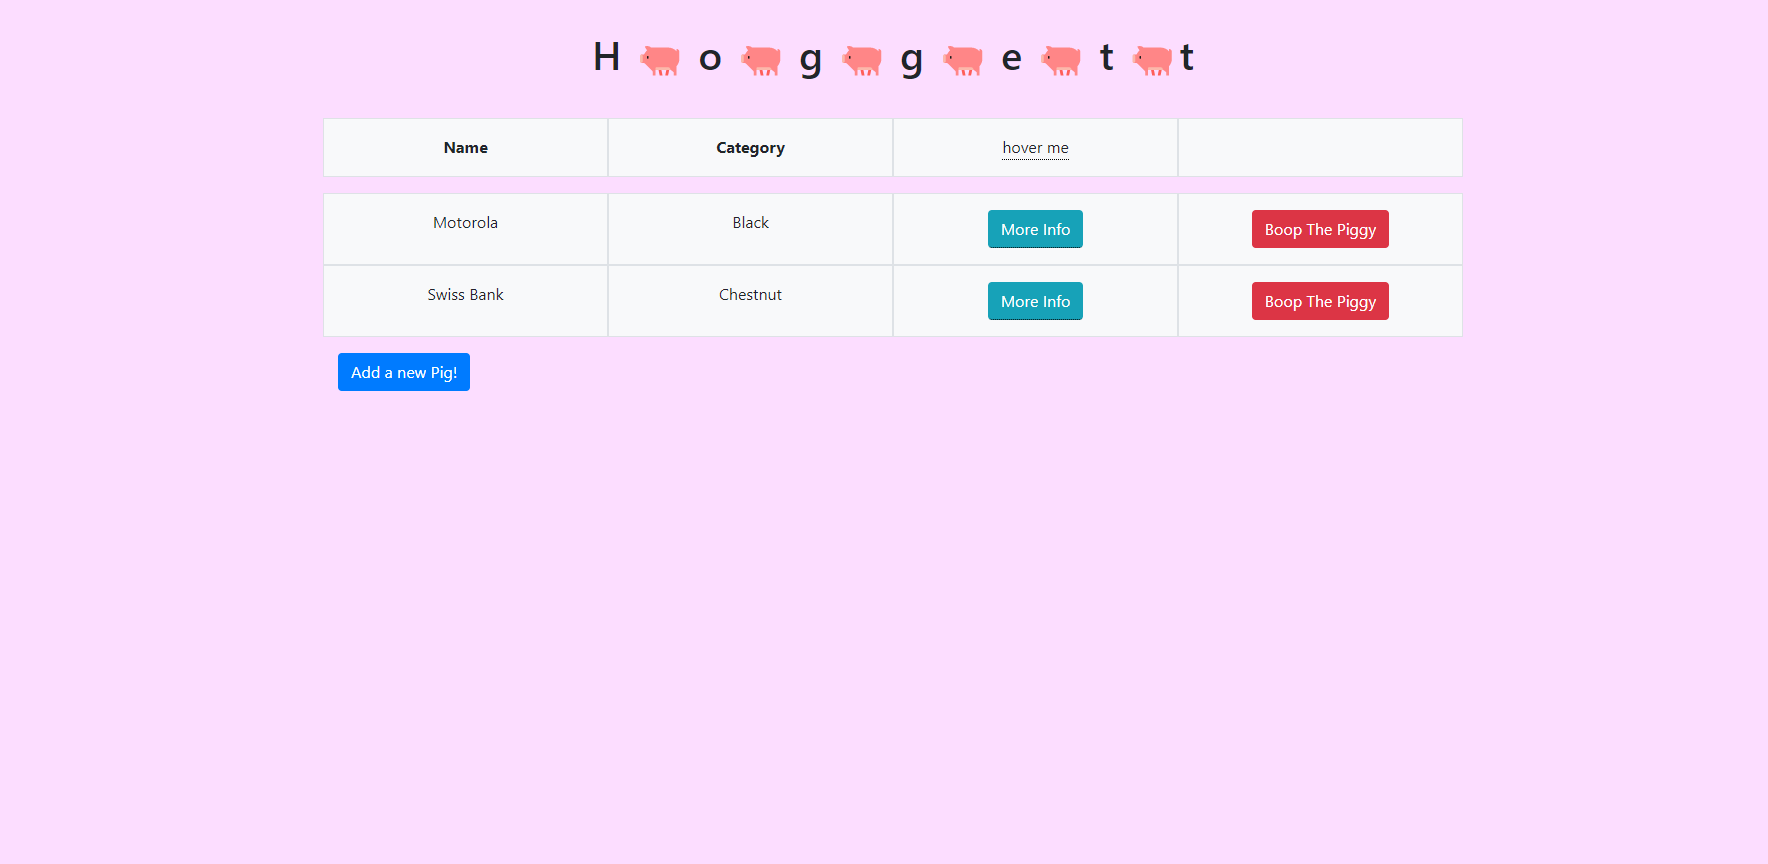 H 🐖 o 🐖 g 🐖 g 🐖 e 🐖 t 🐖 t
Name Category hover me
Motorola Black More Info Boop The Piggy
Swiss Bank Chestnut More Info Boop The Piggy
Add a new Pig!